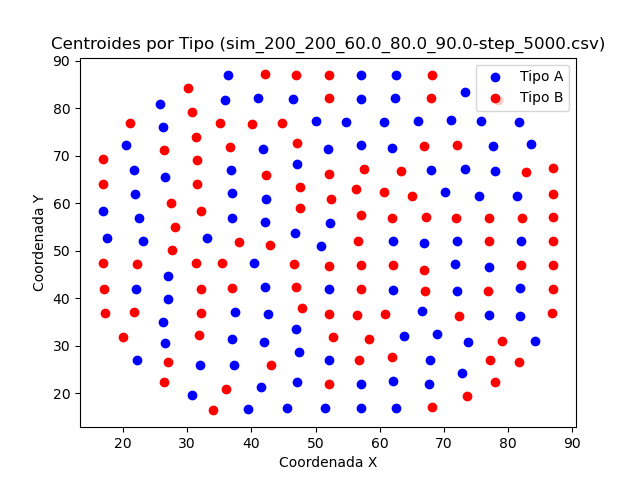 Centroides por Tipo (sim_200_200_60.0_80.0_90.0-step_5000.csv)
Tipo A
Tipo B
Coordenada Y
90
80
70
60
50
40
30
20
20 30 40 50 60 70 80 90
Coordenada X